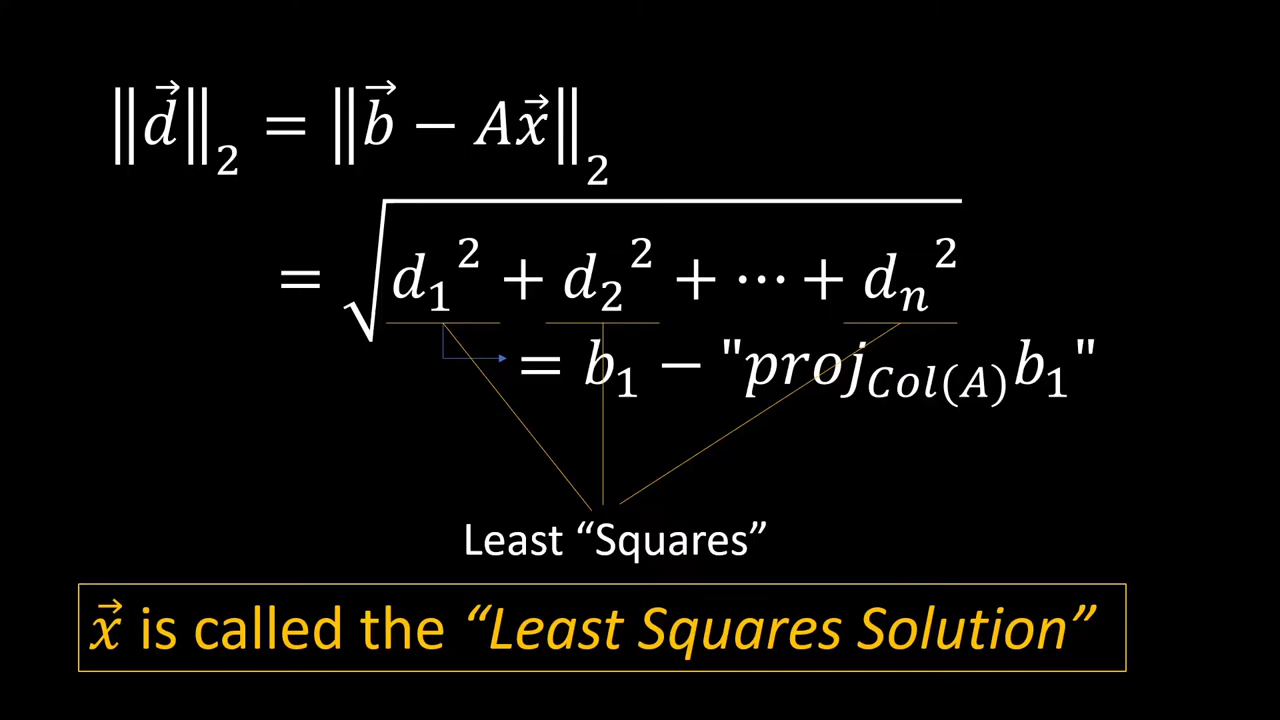 ‖d⃗‖₂ = ‖b⃗ − Ax⃗‖₂
= √(d₁² + d₂² + ⋯ + dₙ²)
= b₁ − "proj_Col(A) b₁"
Least “Squares”
x⃗ is called the “Least Squares Solution”